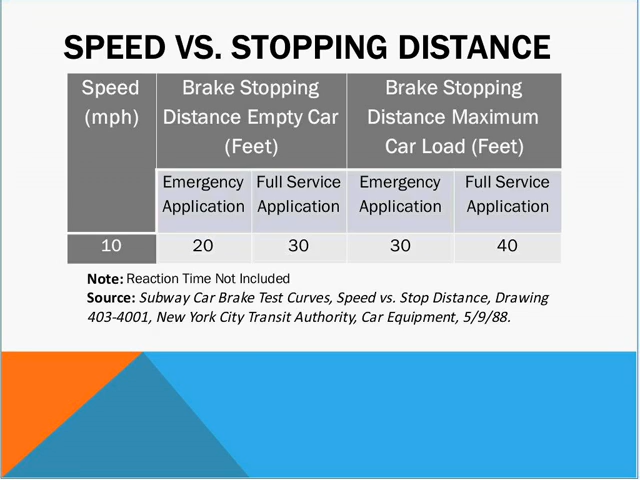 SPEED VS. STOPPING DISTANCE
Speed (mph)
Brake Stopping Distance Empty Car (Feet)
Brake Stopping Distance Maximum Car Load (Feet)
Emergency Application
Full Service Application
Emergency Application
Full Service Application
10 20 30 30 40
Note: Reaction Time Not Included
Source: Subway Car Brake Test Curves, Speed vs. Stop Distance, Drawing
403-4001, New York City Transit Authority, Car Equipment, 5/9/88.